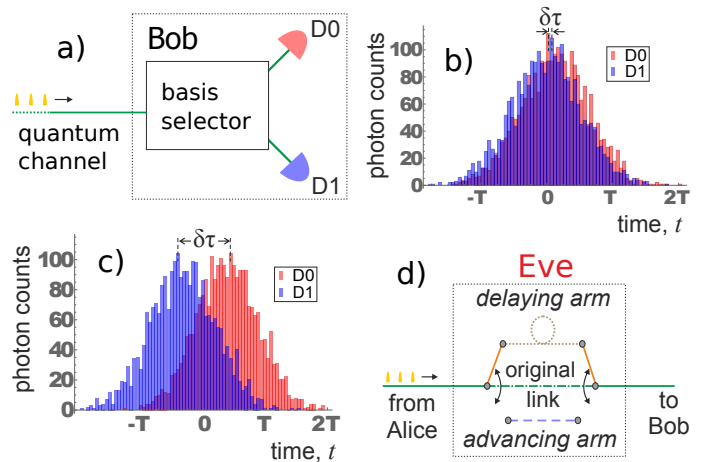 a)
Bob
D0
basis
selector
quantum
channel
D1
b)
δτ
photon counts
100
80
60
40
20
0
D0
D1
-T
0
T
2T
time, t
c)
δτ
photon counts
100
80
60
40
20
0
D0
D1
-T
0
T
2T
time, t
d)
Eve
delaying arm
original
link
from
Alice
to
Bob
advancing arm